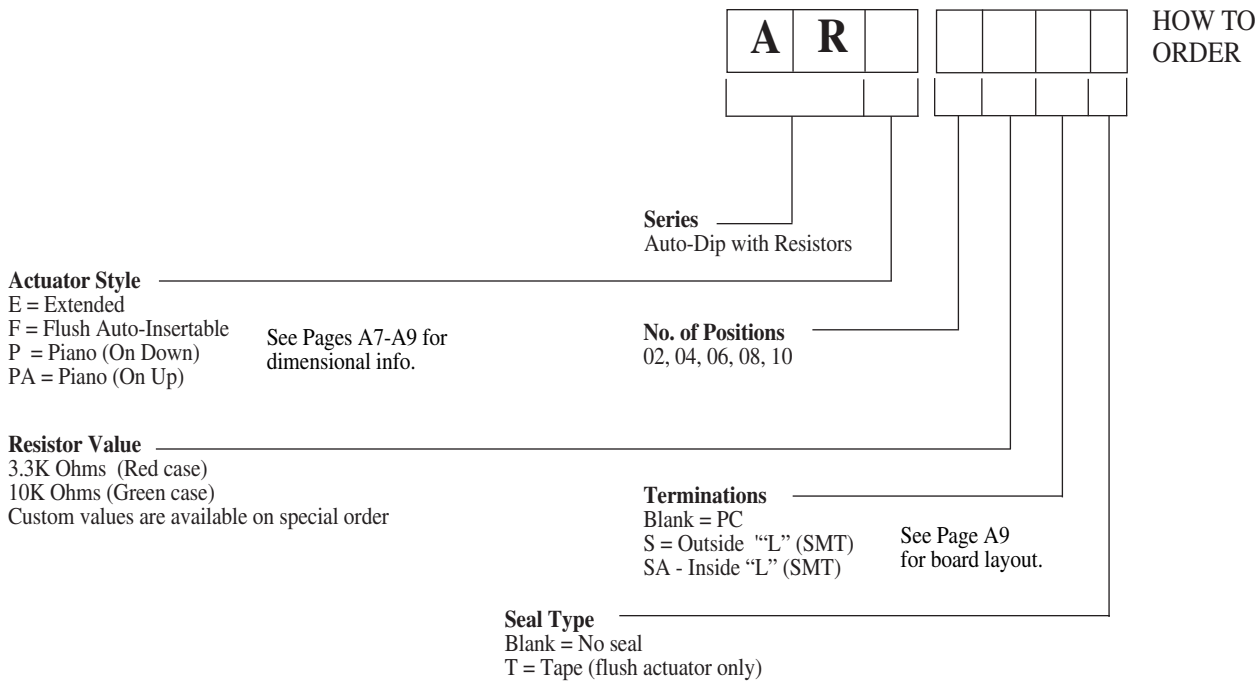 A R
HOW TO
ORDER
Series
Auto-Dip with Resistors
Actuator Style
E = Extended
F = Flush Auto-Insertable
P = Piano (On Down)
PA = Piano (On Up)
See Pages A7-A9 for
dimensional info.
No. of Positions
02, 04, 06, 08, 10
Resistor Value
3.3K Ohms (Red case)
10K Ohms (Green case)
Custom values are available on special order
Terminations
Blank = PC
S = Outside '“L” (SMT)
SA - Inside “L” (SMT)
See Page A9
for board layout.
Seal Type
Blank = No seal
T = Tape (flush actuator only)